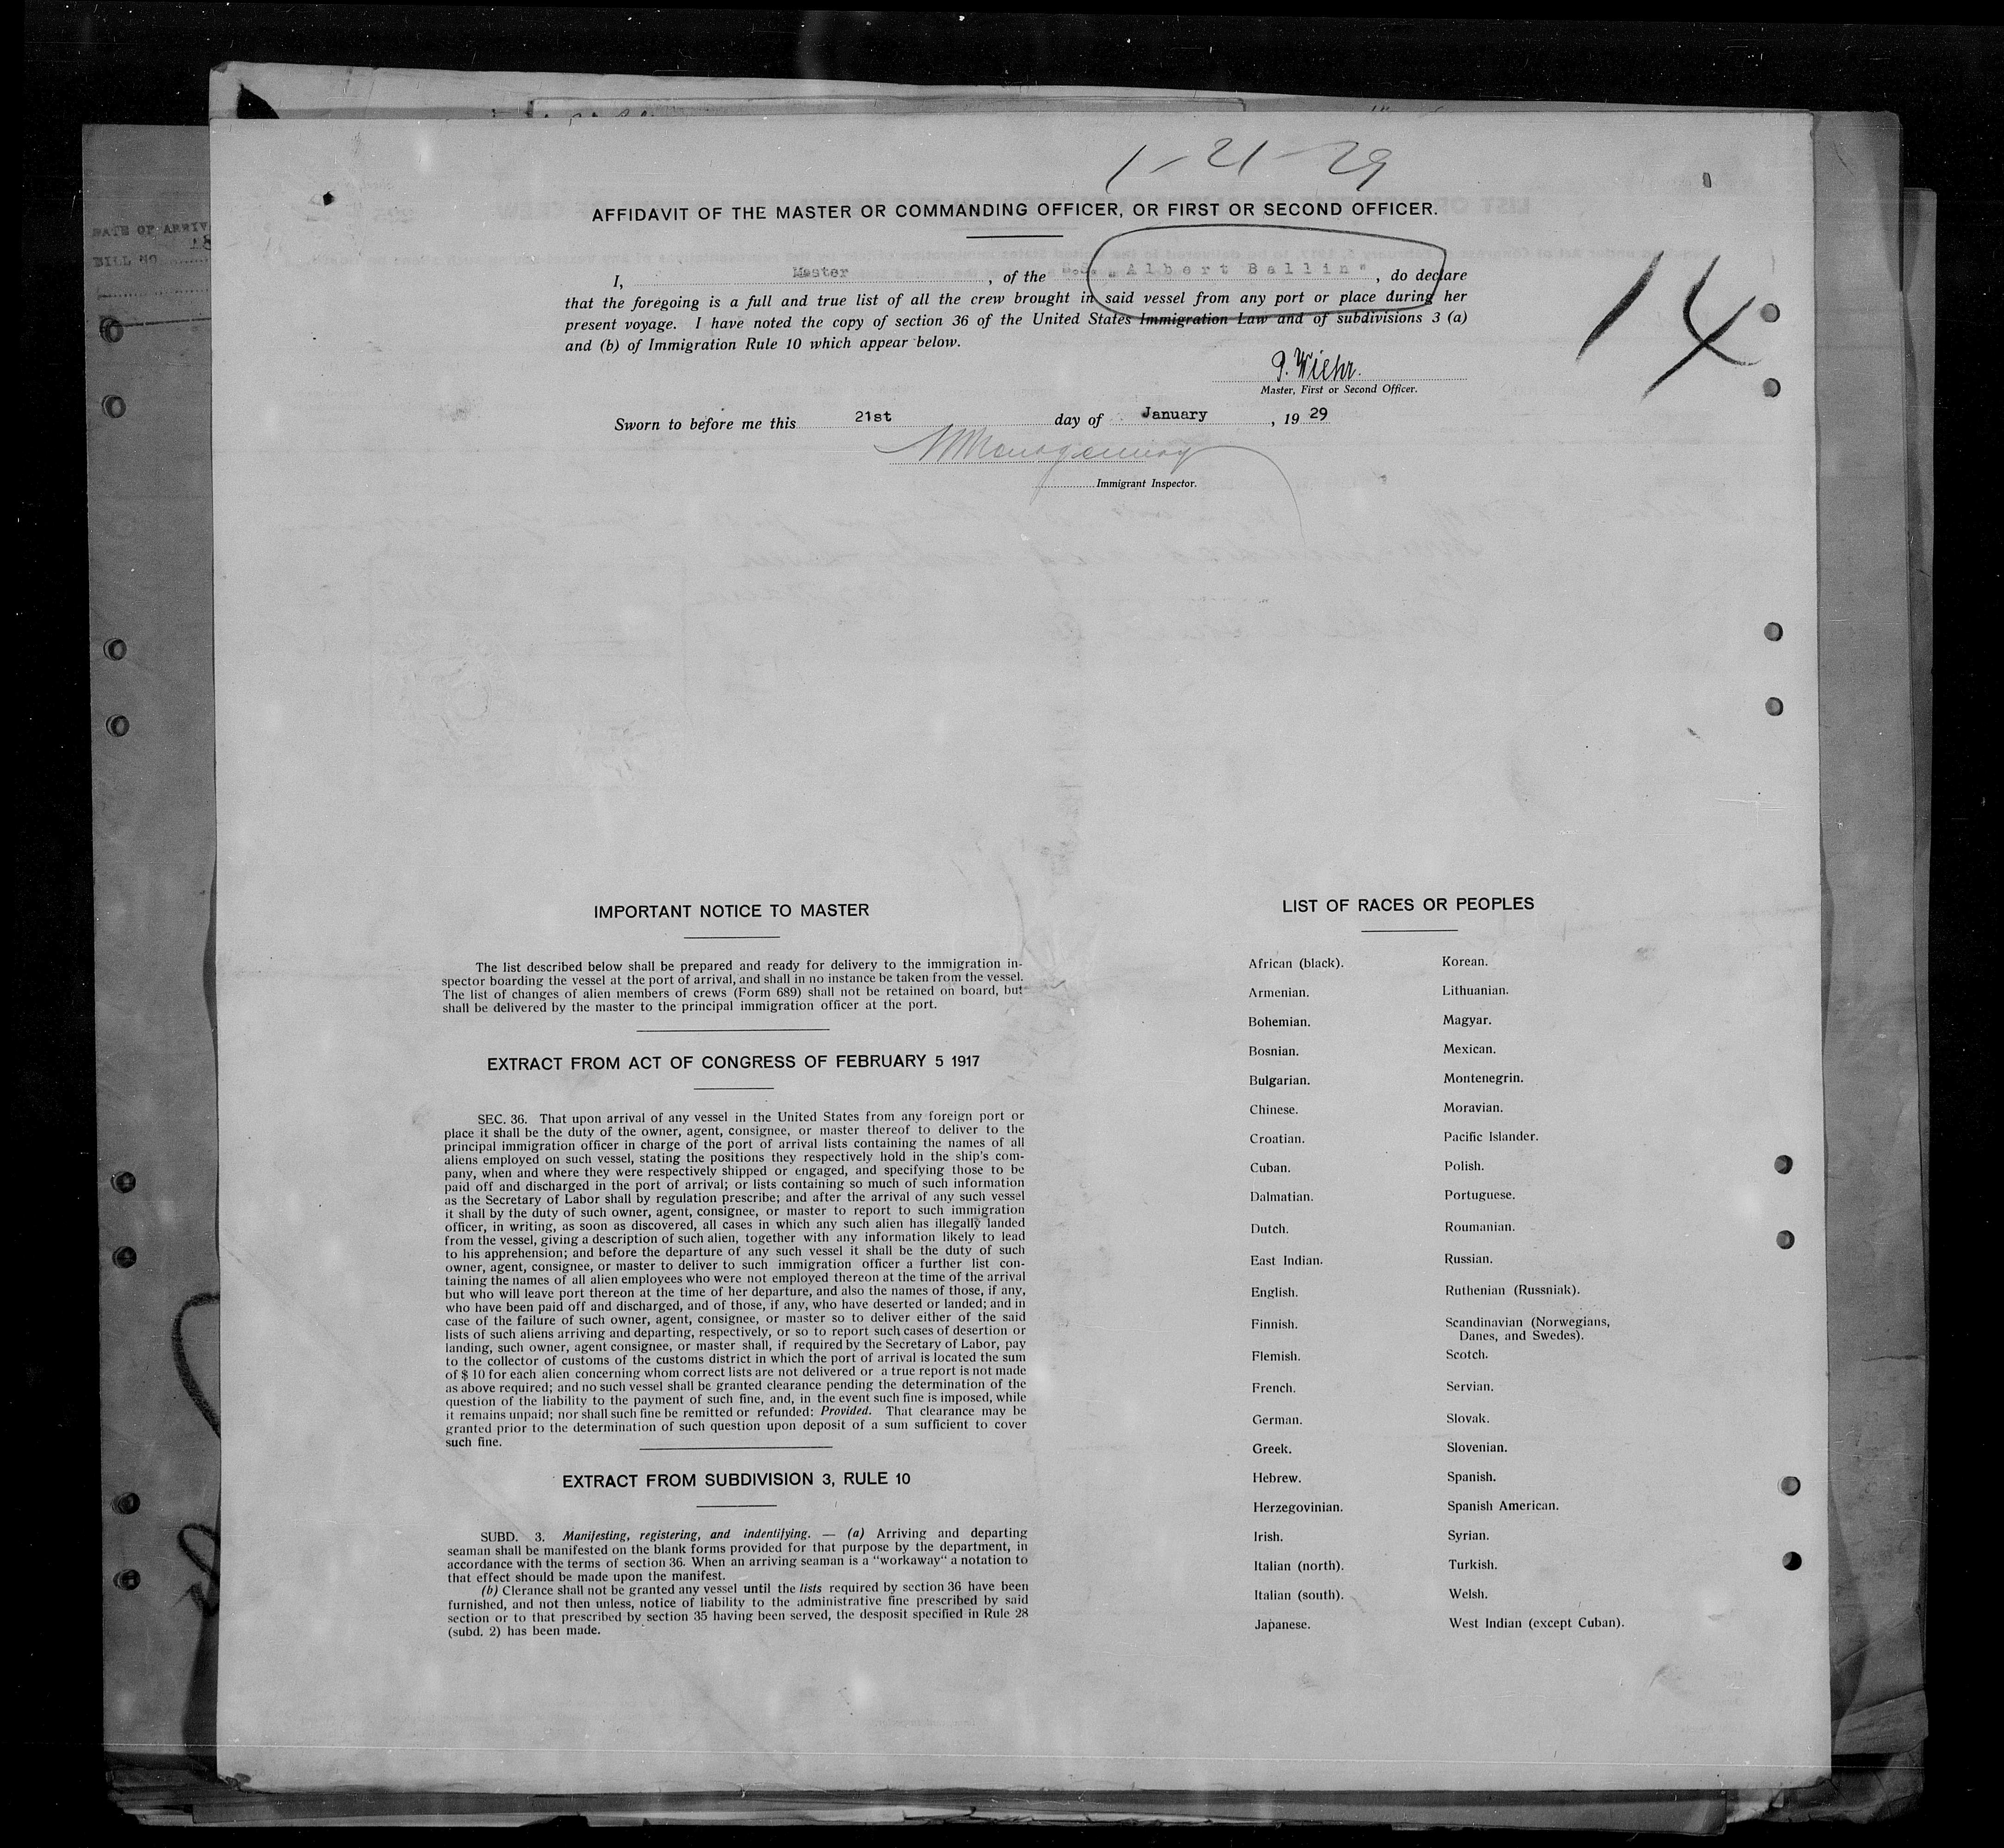 1-21-29
AFFIDAVIT OF THE MASTER OR COMMANDING OFFICER, OR FIRST OR SECOND OFFICER.
I, Master, of the "Albert Ballin", do declare
that the foregoing is a full and true list of all the crew brought in said vessel from any port or place during her
present voyage. I have noted the copy of section 36 of the United States Immigration Law and of subdivisions 3 (a)
and (b) of Immigration Rule 10 which appear below.
14
Wiehr.
Master, First or Second Officer.
Sworn to before me this 21st day of January, 19 29
Immigrant Inspector.
DATE OF ARRIV
BILL NO
IMPORTANT NOTICE TO MASTER
The list described below shall be prepared and ready for delivery to the immigration in-
spector boarding the vessel at the port of arrival, and shall in no instance be taken from the vessel.
The list of changes of alien members of crews (Form 689) shall not be retained on board, but
shall be delivered by the master to the principal immigration officer at the port.
EXTRACT FROM ACT OF CONGRESS OF FEBRUARY 5 1917
SEC. 36. That upon arrival of any vessel in the United States from any foreign port or
place it shall be the duty of the owner, agent, consignee, or master thereof to deliver to the
principal immigration officer in charge of the port of arrival lists containing the names of all
aliens employed on such vessel, stating the positions they respectively hold in the ship's com-
pany, when and where they were respectively shipped or engaged, and specifying those to be
paid off and discharged in the port of arrival; or lists containing so much of such information
as the Secretary of Labor shall by regulation prescribe; and after the arrival of any such vessel
it shall by the duty of such owner, agent, consignee, or master to report to such immigration
officer, in writing, as soon as discovered, all cases in which any such alien has illegally landed
from the vessel, giving a description of such alien, together with any information likely to lead
to his apprehension; and before the departure of any such vessel it shall be the duty of such
owner, agent, consignee, or master to deliver to such immigration officer a further list con-
taining the names of all alien employees who were not employed thereon at the time of the arrival
but who will leave port thereon at the time of her departure, and also the names of those, if any,
who have been paid off and discharged, and of those, if any, who have deserted or landed; and in
case of the failure of such owner, agent, consignee, or master so to deliver either of the said
lists of such aliens arriving and departing, respectively, or so to report such cases of desertion or
landing, such owner, agent consignee, or master shall, if required by the Secretary of Labor, pay
to the collector of customs of the customs district in which the port of arrival is located the sum
of $ 10 for each alien concerning whom correct lists are not delivered or a true report is not made
as above required; and no such vessel shall be granted clearance pending the determination of the
question of the liability to the payment of such fine, and, in the event such fine is imposed, while
it remains unpaid; nor shall such fine be remitted or refunded: Provided. That clearance may be
granted prior to the determination of such question upon deposit of a sum sufficient to cover
such fine.
EXTRACT FROM SUBDIVISION 3, RULE 10
SUBD. 3. Manifesting, registering, and indentifying. — (a) Arriving and departing
seaman shall be manifested on the blank forms provided for that purpose by the department, in
accordance with the terms of section 36. When an arriving seaman is a "workaway" a notation to
that effect should be made upon the manifest.
(b) Clerance shall not be granted any vessel until the lists required by section 36 have been
furnished, and not then unless, notice of liability to the administrative fine prescribed by said
section or to that prescribed by section 35 having been served, the desposit specified in Rule 28
(subd. 2) has been made.
LIST OF RACES OR PEOPLES
African (black).
Armenian.
Bohemian.
Bosnian.
Bulgarian.
Chinese.
Croatian.
Cuban.
Dalmatian.
Dutch.
East Indian.
English.
Finnish.
Flemish.
French.
German.
Greek.
Hebrew.
Herzegovinian.
Irish.
Italian (north).
Italian (south).
Japanese.
Korean.
Lithuanian.
Magyar.
Mexican.
Montenegrin.
Moravian.
Pacific Islander.
Polish.
Portuguese.
Roumanian.
Russian.
Ruthenian (Russniak).
Scandinavian (Norwegians,
Danes, and Swedes).
Scotch.
Servian.
Slovak.
Slovenian.
Spanish.
Spanish American.
Syrian.
Turkish.
Welsh.
West Indian (except Cuban).